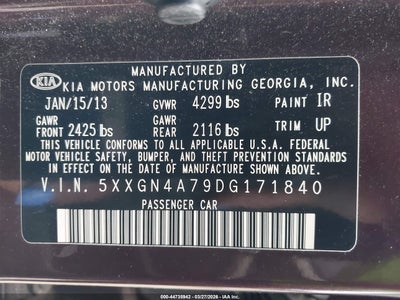 MANUFACTURED BY
KIA KIA MOTORS MANUFACTURING GEORGIA, INC.
JAN/15/13 GVWR 4299 lbs PAINT IR
GAWR FRONT 2425 lbs GAWR REAR 2116 lbs TRIM UP
THIS VEHICLE CONFORMS TO ALL APPLICABLE U.S.A. FEDERAL
MOTOR VEHICLE SAFETY, BUMPER, AND THEFT PREVENTION
STANDARDS IN EFFECT ON THE DATE OF MANUFACTURE SHOWN ABOVE.
V.I.N. 5XXGN4A79DG171840
PASSENGER CAR
000-44738942 - 03/27/2026 - IAA Inc.